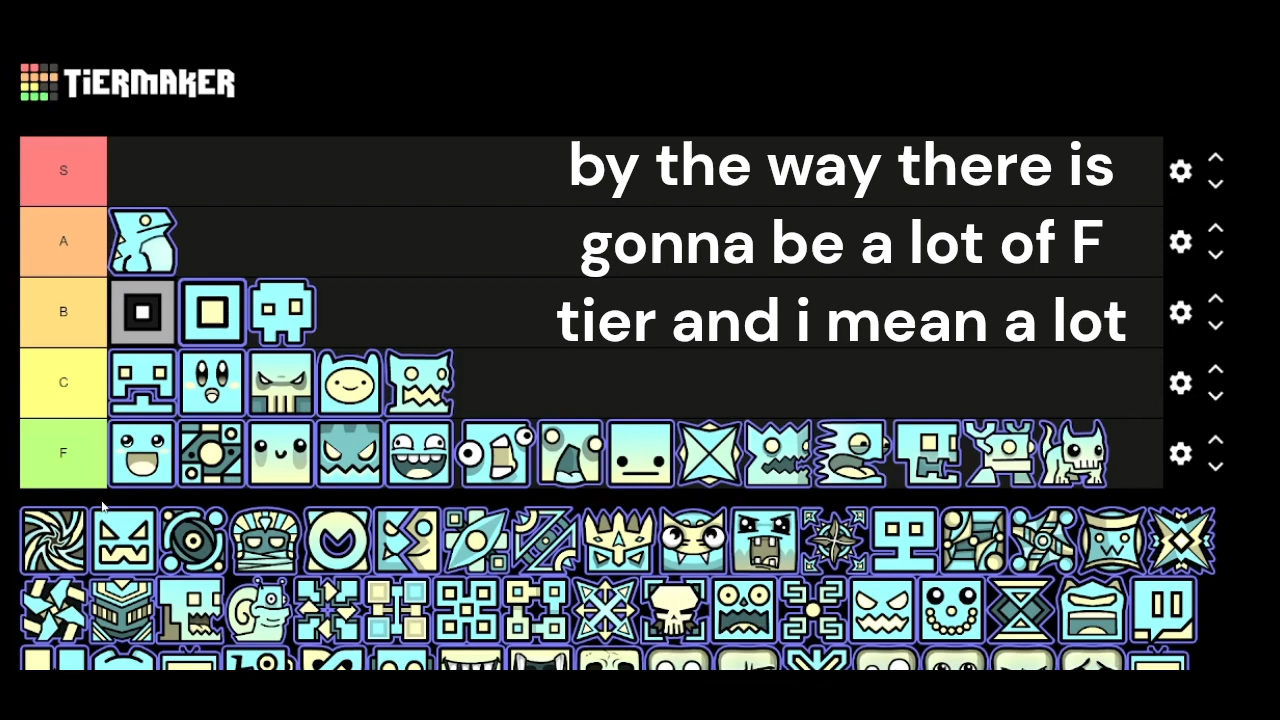 TiERMAKER
S
by the way there is
A
gonna be a lot of F
B
tier and i mean a lot
C
F